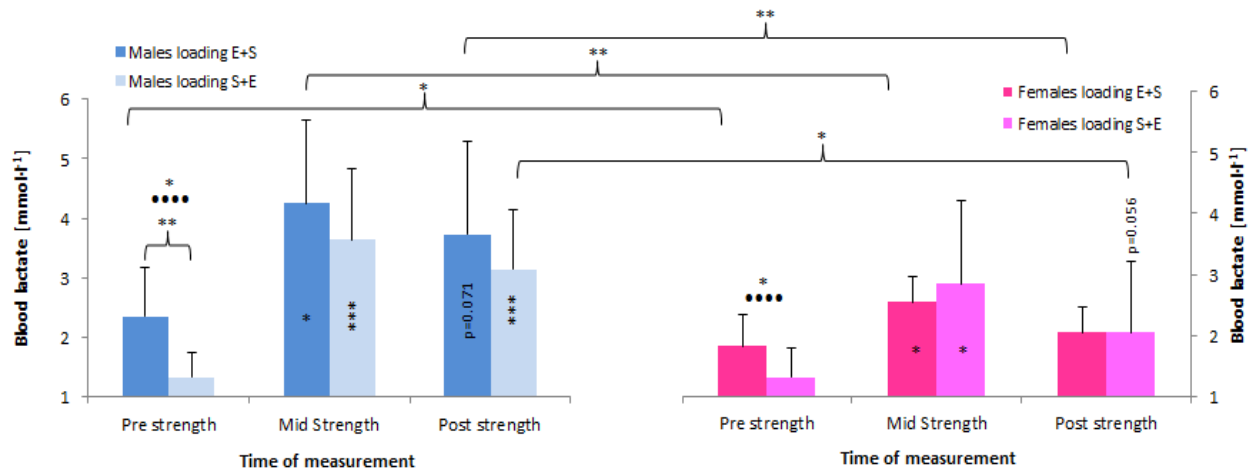 **
Males loading E+S
**
Males loading S+E
*
Females loading E+S
Females loading S+E
6
5
4
3
2
1
Blood lactate [mmol·l⁻¹]
*
••••
**
*
***
p=0.071
***
Pre strength
Mid Strength
Post strength
Time of measurement
*
*
••••
*
*
p=0.056
Pre strength
Mid Strength
Post strength
Time of measurement
6
5
4
3
2
1
Blood lactate [mmol·l⁻¹]